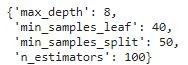 {'max_depth': 8,
'min_samples_leaf': 40,
'min_samples_split': 50,
'n_estimators': 100}